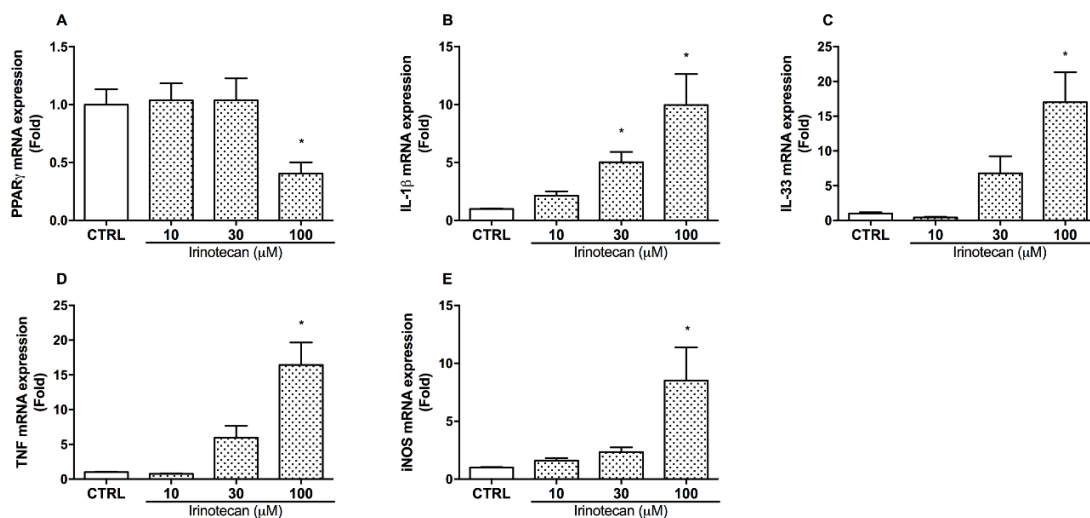 A
PPARγ mRNA expression
(Fold)
1.5
1.0
0.5
0.0
*
CTRL 10 30 100
Irinotecan (μM)
B
IL-1β mRNA expression
(Fold)
15
10
5
0
*
*
CTRL 10 30 100
Irinotecan (μM)
C
IL-33 mRNA expression
(Fold)
25
20
15
10
5
0
*
CTRL 10 30 100
Irinotecan (μM)
D
TNF mRNA expression
(Fold)
25
20
15
10
5
0
*
CTRL 10 30 100
Irinotecan (μM)
E
iNOS mRNA expression
(Fold)
15
10
5
0
*
CTRL 10 30 100
Irinotecan (μM)